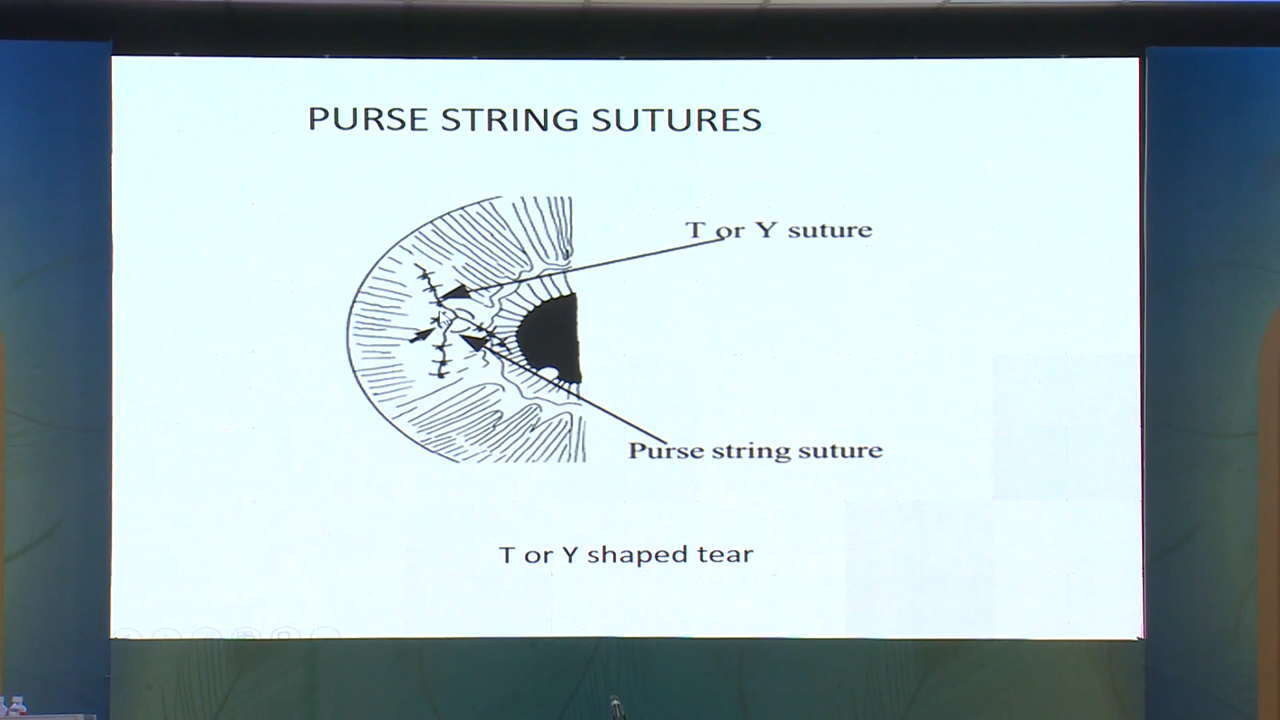 PURSE STRING SUTURES
T or Y suture
Purse string suture
T or Y shaped tear